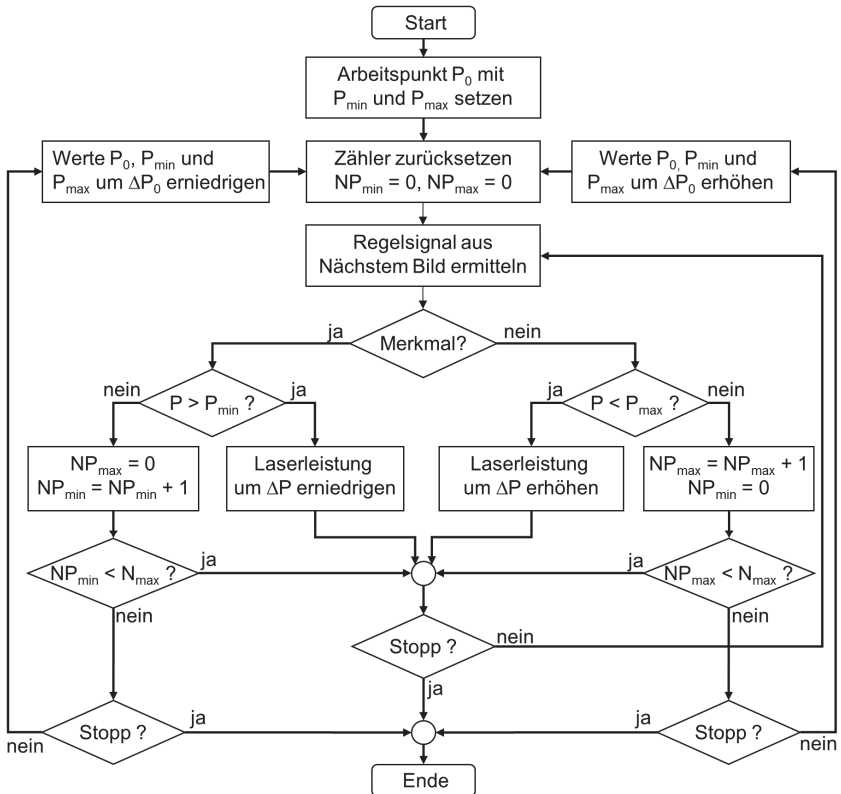 Start
Arbeitspunkt P0 mit
Pmin und Pmax setzen
Werte P0, Pmin und
Pmax um ΔP0 erniedrigen
Zähler zurücksetzen
NPmin = 0, NPmax = 0
Werte P0, Pmin und
Pmax um ΔP0 erhöhen
Regelsignal aus
Nächstem Bild ermitteln
ja
Merkmal?
nein
nein
P > Pmin ?
ja
ja
P < Pmax ?
nein
NPmax = 0
NPmin = NPmin + 1
Laserleistung
um ΔP erniedrigen
Laserleistung
um ΔP erhöhen
NPmax = NPmax + 1
NPmin = 0
NPmin < Nmax ?
ja
ja
NPmax < Nmax ?
nein
nein
Stopp ?
nein
ja
nein
Stopp ?
ja
ja
Stopp ?
nein
Ende